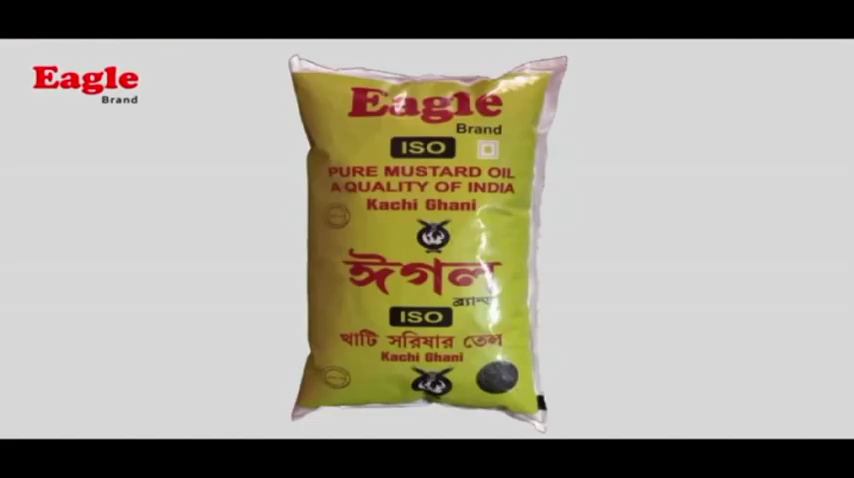 Eagle
Brand
Eagle
Brand
ISO
PURE MUSTARD OIL
A QUALITY OF INDIA
Kachi Ghani
ঈগল
ব্র্যান্ড
ISO
খাটি সরিষার তেল
Kachi Ghani